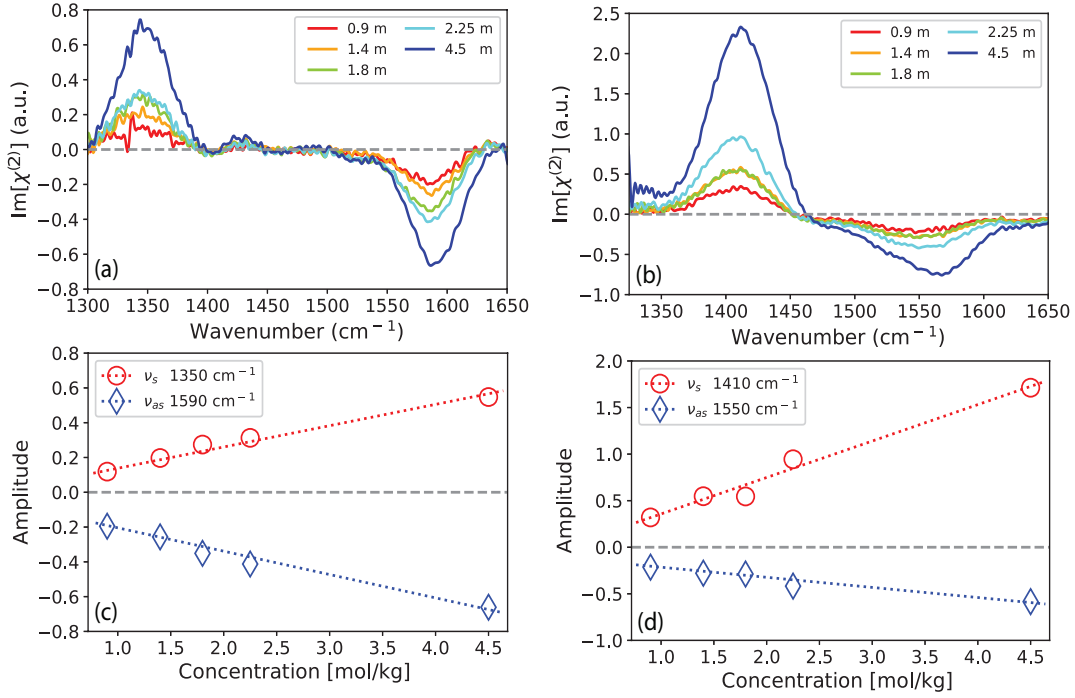 0.8
0.6
0.4
0.2
0.0
−0.2
−0.4
−0.6
−0.8
Im[χ⁽²⁾] (a.u.)
0.9 m
1.4 m
1.8 m
2.25 m
4.5 m
(a)
1300 1350 1400 1450 1500 1550 1600 1650
Wavenumber (cm⁻¹)
2.5
2.0
1.5
1.0
0.5
0.0
−0.5
−1.0
Im[χ⁽²⁾] (a.u.)
0.9 m
1.4 m
1.8 m
2.25 m
4.5 m
(b)
1350 1400 1450 1500 1550 1600 1650
Wavenumber (cm⁻¹)
0.8
0.6
0.4
0.2
0.0
−0.2
−0.4
−0.6
−0.8
Amplitude
νs 1350 cm⁻¹
νas 1590 cm⁻¹
(c)
1.0 1.5 2.0 2.5 3.0 3.5 4.0 4.5
Concentration [mol/kg]
2.0
1.5
1.0
0.5
0.0
−0.5
−1.0
Amplitude
νs 1410 cm⁻¹
νas 1550 cm⁻¹
(d)
1.0 1.5 2.0 2.5 3.0 3.5 4.0 4.5
Concentration [mol/kg]